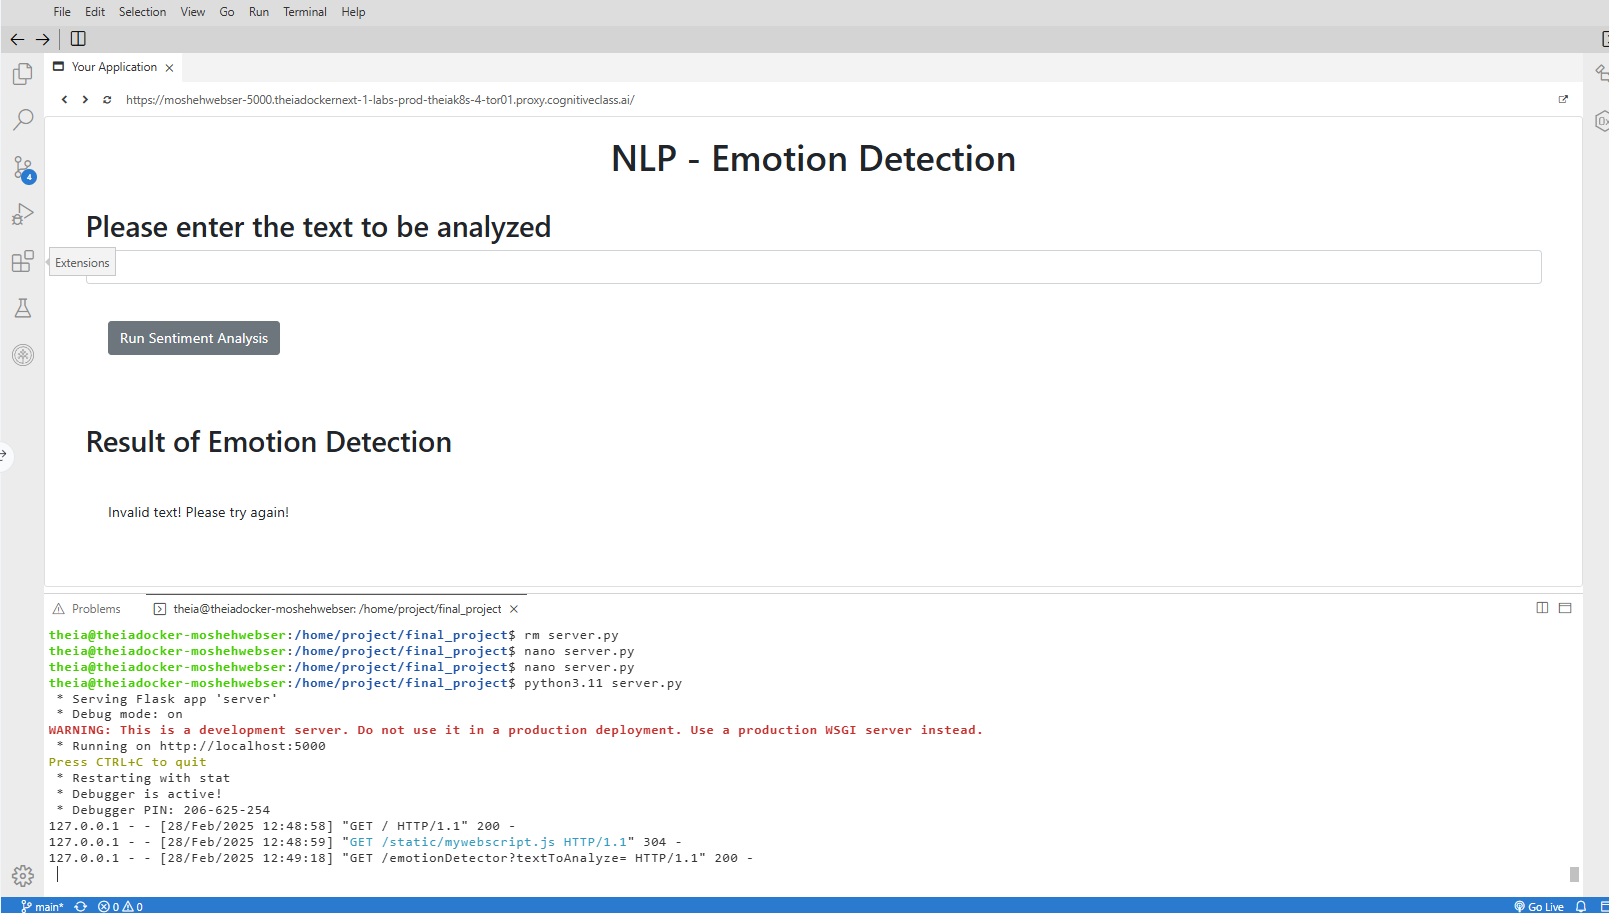 File Edit Selection View Go Run Terminal Help
Your Application
https://moshehwebser-5000.theiadockernext-1-labs-prod-theiak8s-4-tor01.proxy.cognitiveclass.ai/
NLP - Emotion Detection
4
Please enter the text to be analyzed
Extensions
Run Sentiment Analysis
Result of Emotion Detection
Invalid text! Please try again!
Problems theia@theiadocker-moshehwebser: /home/project/final_project
theia@theiadocker-moshehwebser:/home/project/final_project$ rm server.py
theia@theiadocker-moshehwebser:/home/project/final_project$ nano server.py
theia@theiadocker-moshehwebser:/home/project/final_project$ nano server.py
theia@theiadocker-moshehwebser:/home/project/final_project$ python3.11 server.py
* Serving Flask app 'server'
* Debug mode: on
WARNING: This is a development server. Do not use it in a production deployment. Use a production WSGI server instead.
* Running on http://localhost:5000
Press CTRL+C to quit
* Restarting with stat
* Debugger is active!
* Debugger PIN: 206-625-254
127.0.0.1 - - [28/Feb/2025 12:48:58] "GET / HTTP/1.1" 200 -
127.0.0.1 - - [28/Feb/2025 12:48:59] "GET /static/mywebscript.js HTTP/1.1" 304 -
127.0.0.1 - - [28/Feb/2025 12:49:18] "GET /emotionDetector?textToAnalyze= HTTP/1.1" 200 -
main* 0 0 Go Live